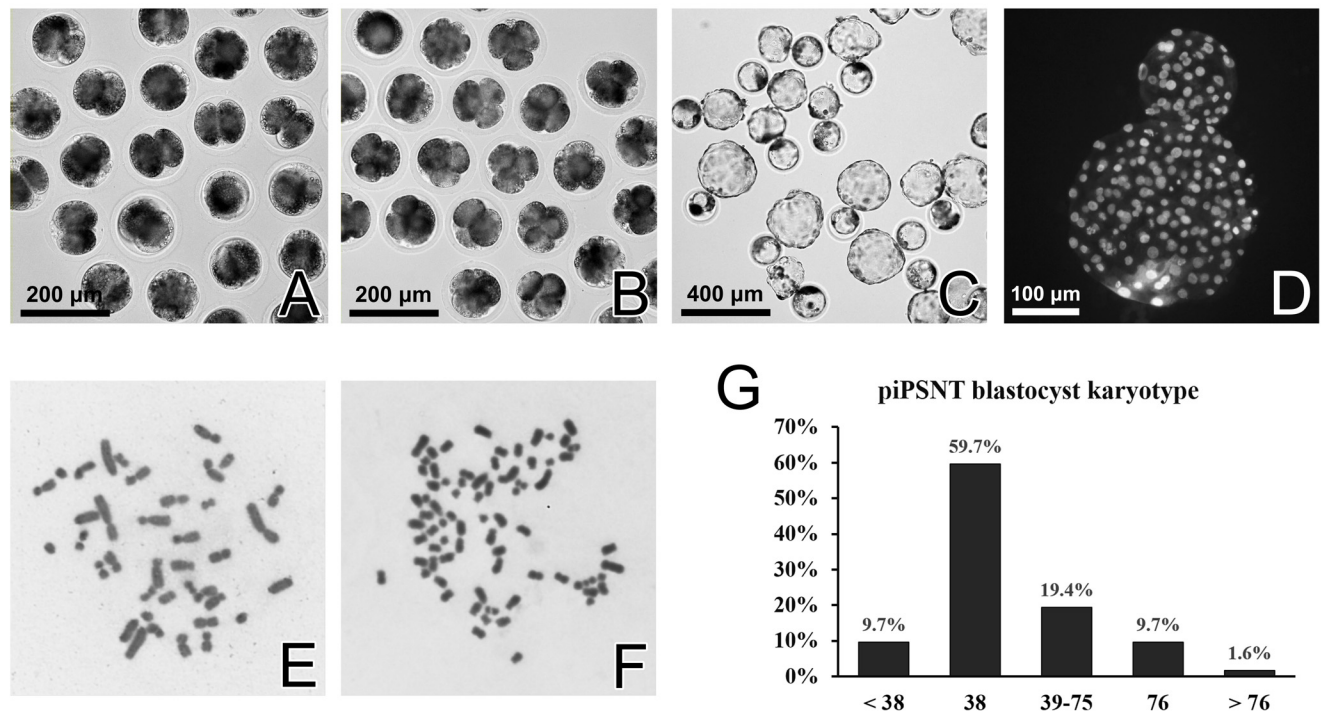 200 μm
A
200 μm
B
400 μm
C
100 μm
D
E
F
G
piPSNT blastocyst karyotype
70%
60%
50%
40%
30%
20%
10%
0%
9.7%
59.7%
19.4%
9.7%
1.6%
< 38
38
39-75
76
> 76